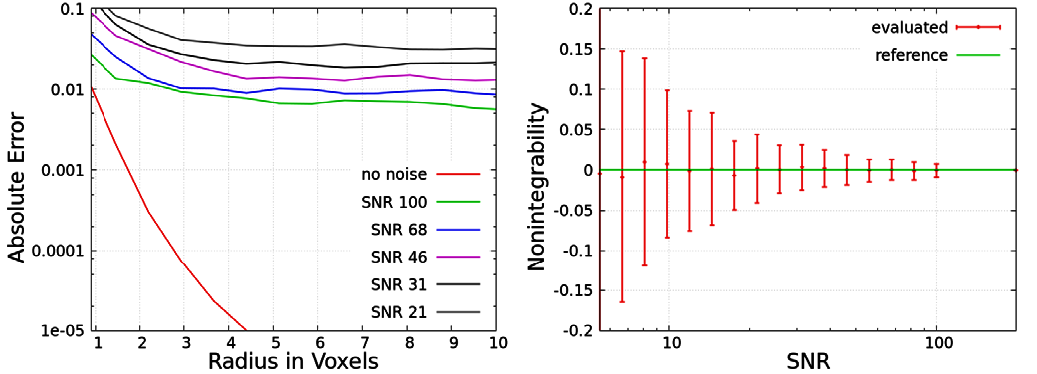 0.1
0.01
0.001
0.0001
1e-05
Absolute Error
no noise
SNR 100
SNR 68
SNR 46
SNR 31
SNR 21
1 2 3 4 5 6 7 8 9 10
Radius in Voxels
0.2
0.15
0.1
0.05
0
-0.05
-0.1
-0.15
-0.2
Nonintegrability
evaluated
reference
10 100
SNR